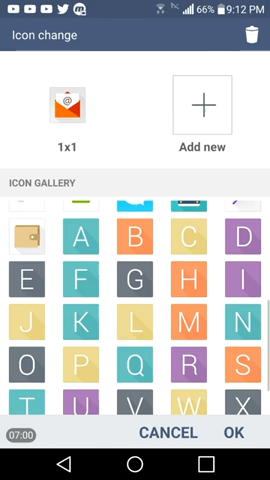 66% 9:12 PM
Icon change
@
1x1 Add new
ICON GALLERY
A B C D
E F G H I
J K L M N
O P Q R S
T U V W X
07:00 CANCEL OK